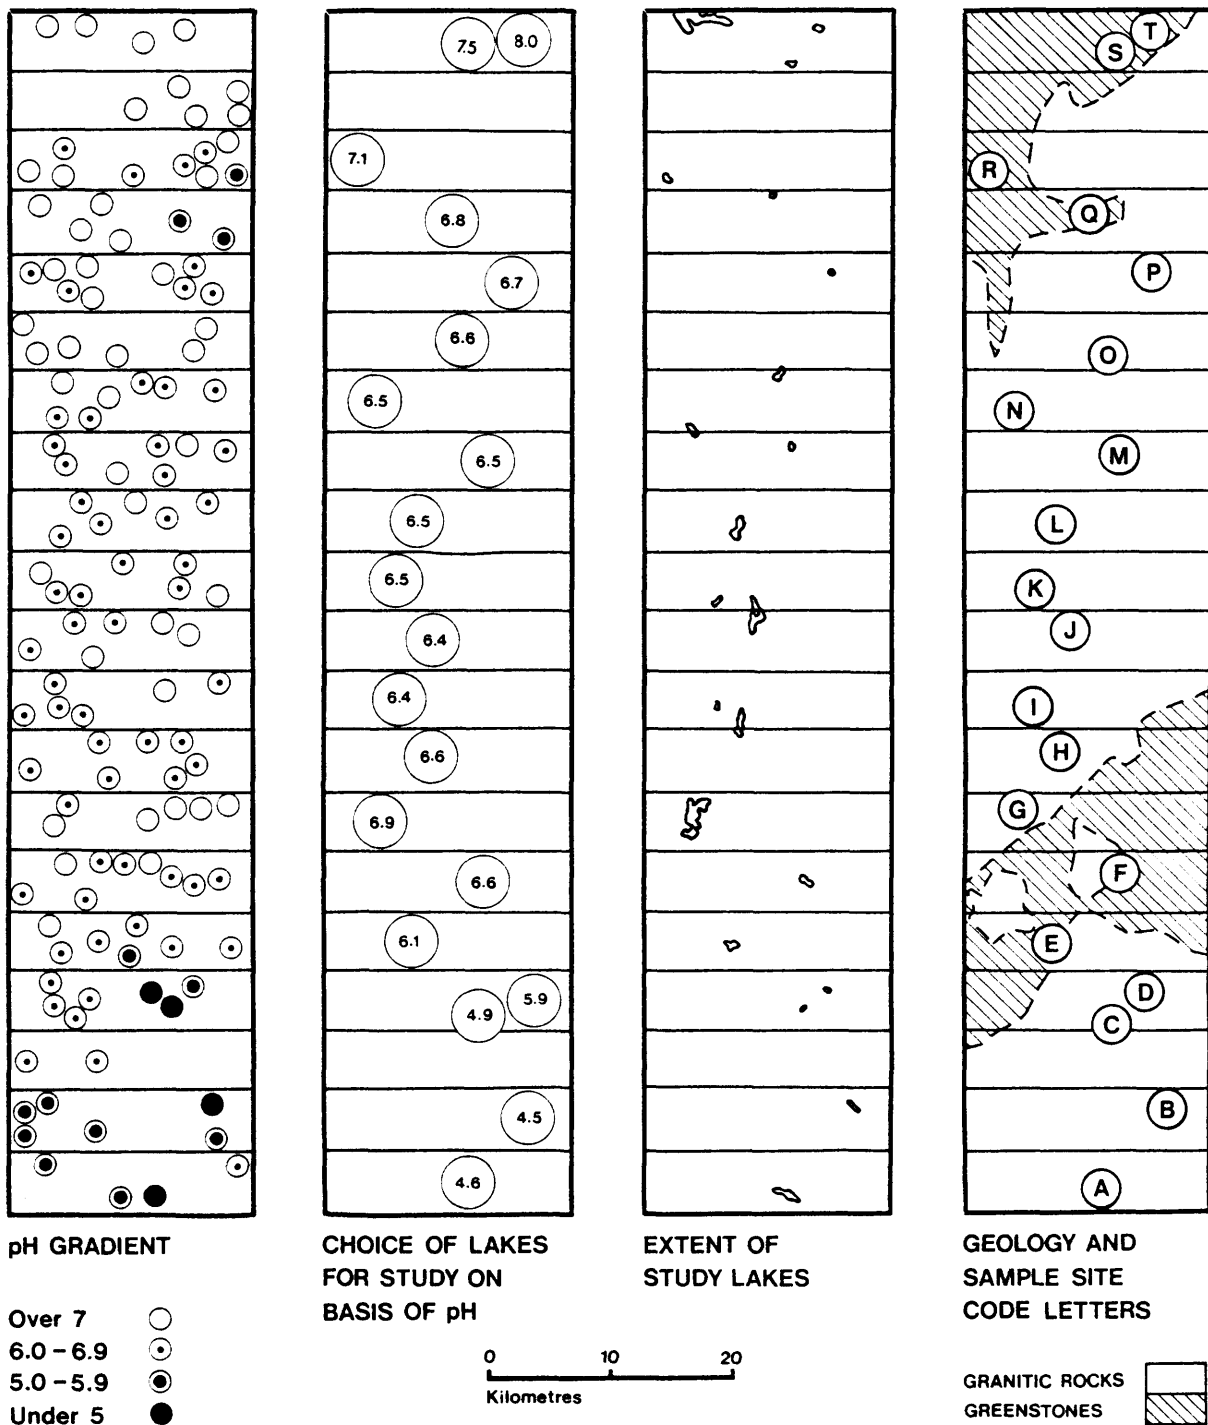 7.5
8.0
7.1
6.8
6.7
6.6
6.5
6.5
6.5
6.5
6.4
6.4
6.6
6.9
6.6
6.1
5.9
4.9
4.5
4.6
T
S
R
Q
P
O
N
M
L
K
J
I
H
G
F
E
D
C
B
A
pH GRADIENT
Over 7
6.0 – 6.9
5.0 – 5.9
Under 5
CHOICE OF LAKES
FOR STUDY ON
BASIS OF pH
EXTENT OF
STUDY LAKES
0 10 20
Kilometres
GEOLOGY AND
SAMPLE SITE
CODE LETTERS
GRANITIC ROCKS
GREENSTONES